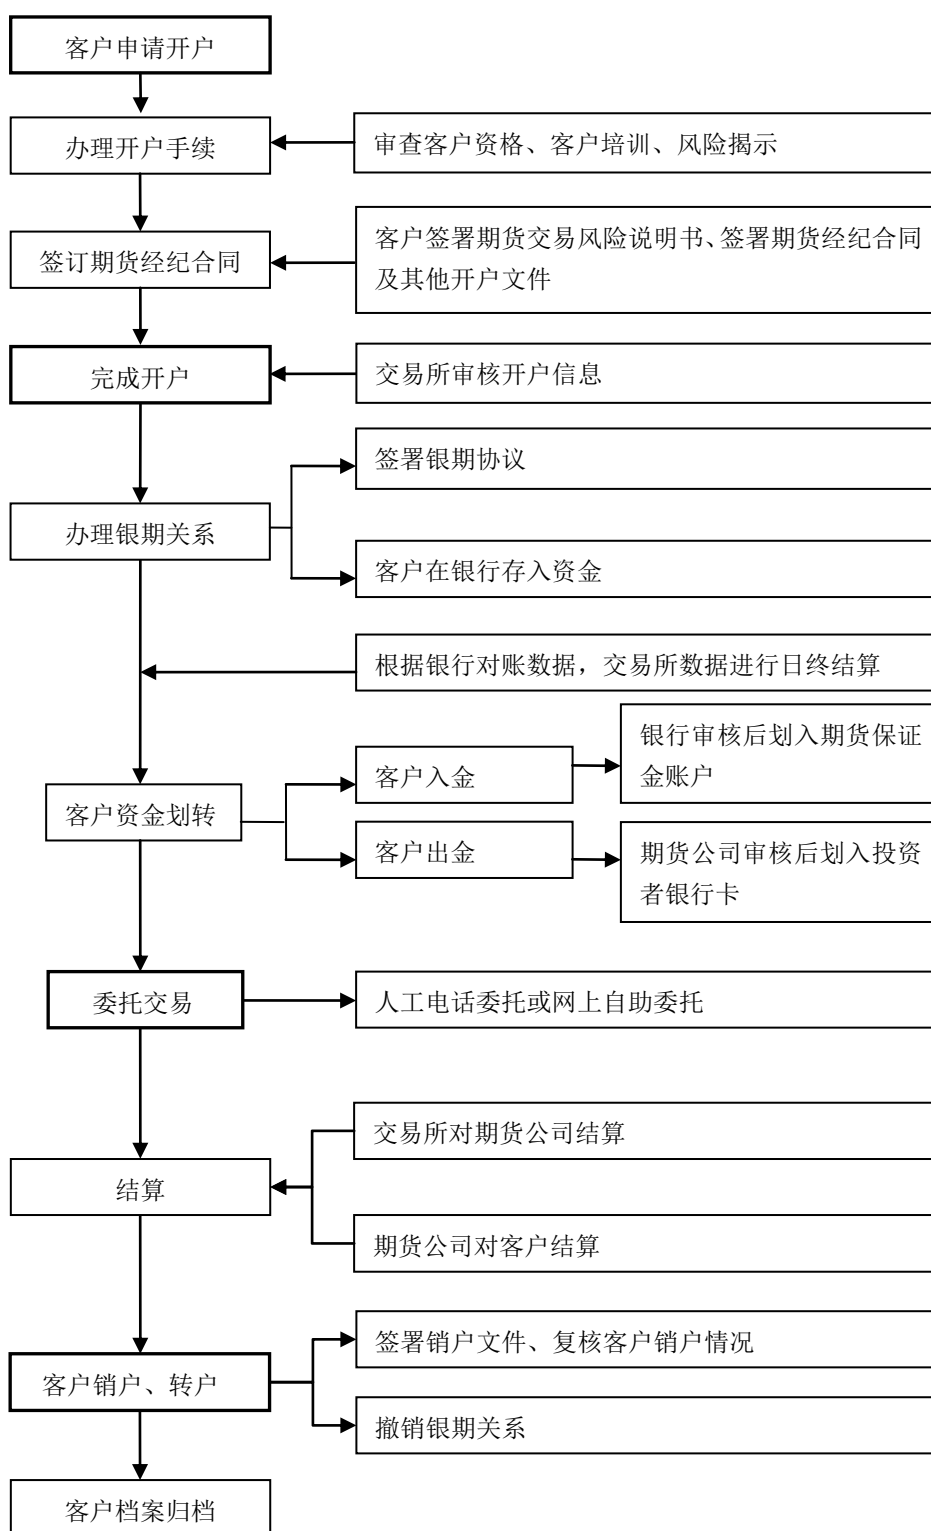 客户申请开户
办理开户手续
审查客户资格、客户培训、风险揭示
签订期货经纪合同
客户签署期货交易风险说明书、签署期货经纪合同
及其他开户文件
完成开户
交易所审核开户信息
签署银期协议
办理银期关系
客户在银行存入资金
根据银行对账数据，交易所数据进行日终结算
客户资金划转
客户入金
银行审核后划入期货保证
金账户
客户出金
期货公司审核后划入投资
者银行卡
委托交易
人工电话委托或网上自助委托
交易所对期货公司结算
结算
期货公司对客户结算
签署销户文件、复核客户销户情况
客户销户、转户
撤销银期关系
客户档案归档